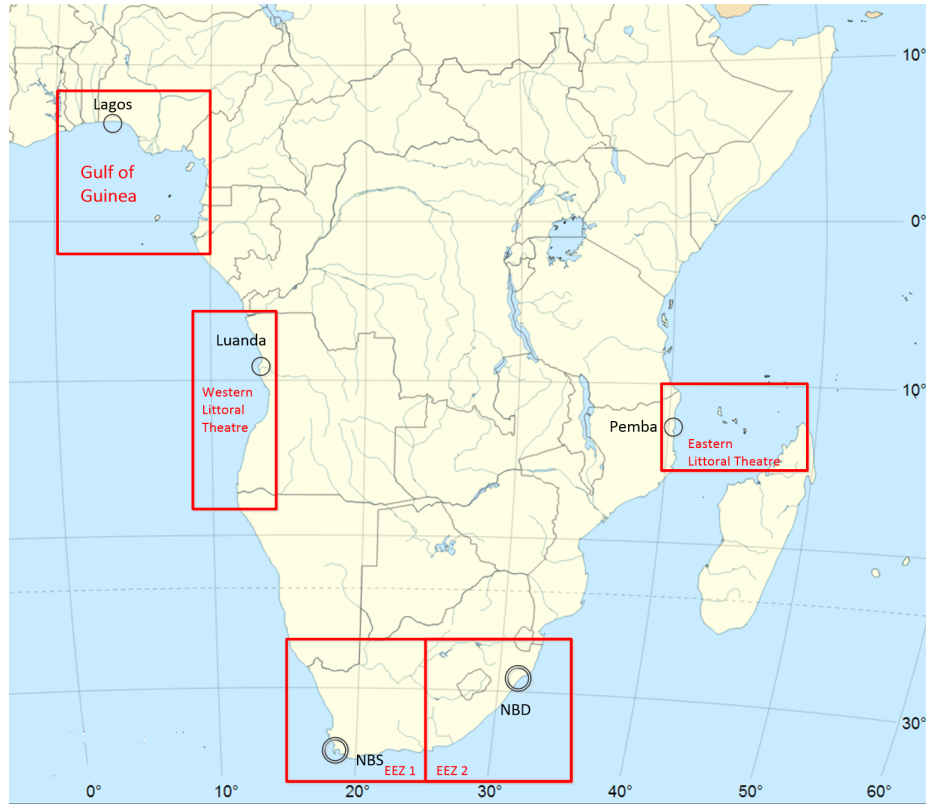 10°
Lagos
Gulf of
Guinea
0°
Luanda
Western
Littoral
Theatre
10°
Pemba
Eastern
Littoral Theatre
NBD
30°
NBS
EEZ 1
EEZ 2
0°
10°
20°
30°
40°
50°
60°